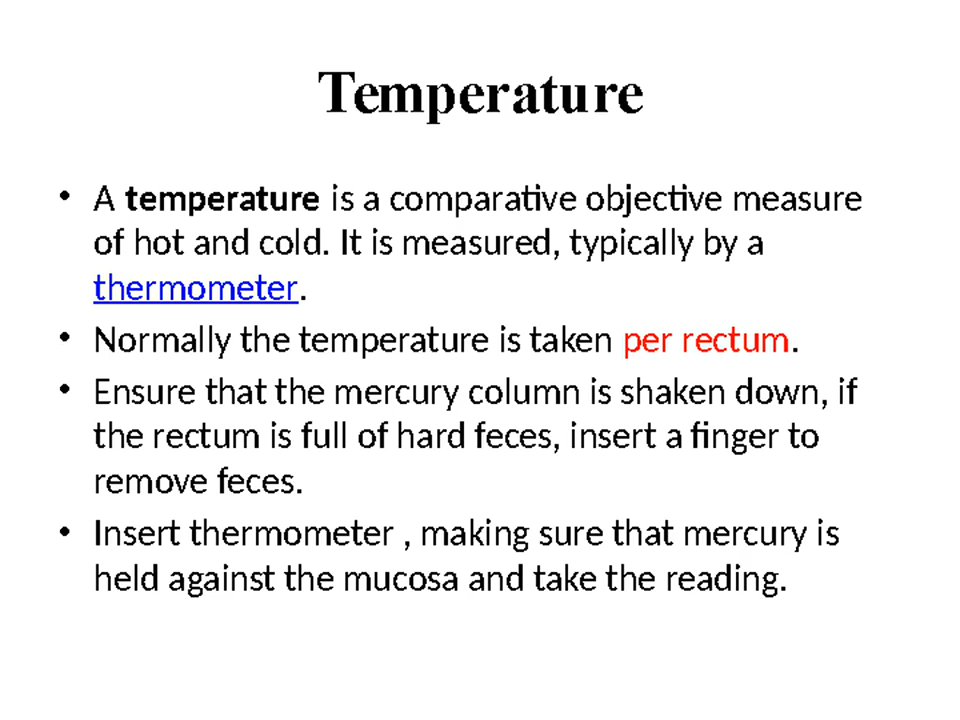 Temperature
• A temperature is a comparative objective measure
of hot and cold. It is measured, typically by a
thermometer.
• Normally the temperature is taken per rectum.
• Ensure that the mercury column is shaken down, if
the rectum is full of hard feces, insert a finger to
remove feces.
• Insert thermometer , making sure that mercury is
held against the mucosa and take the reading.